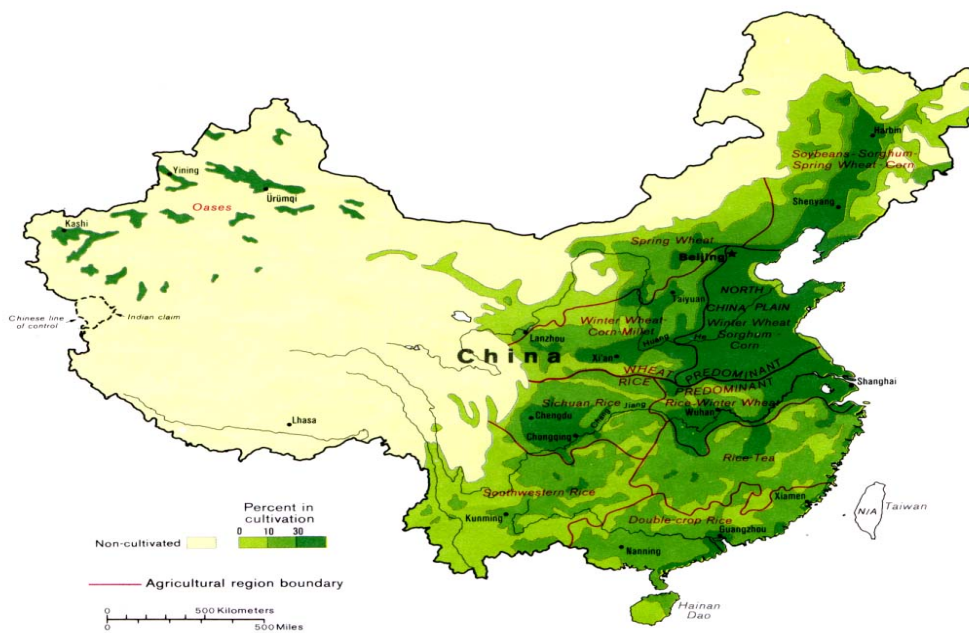 Harbin
Soybeans-Sorghum-
Spring Wheat-Corn
Yining
Ürümqi
Oases
Shenyang
Kashi
Spring Wheat
Beijing
Taiyuan
NORTH
CHINA PLAIN
Chinese line
of control
Indian claim
Winter Wheat
Corn-Millet
Winter Wheat
Sorghum-
Corn
Lanzhou
Huang
He
China
Xi'an
WHEAT
PREDOMINANT
RICE
PREDOMINANT
Shanghai
Sichuan Rice
Rice-Winter Wheat
Chengdu
Chang
Jiang
Wuhan
Lhasa
Chongqing
Rice Tea
Southwestern Rice
Xiamen
Taiwan
N/A
Kunming
Double-crop Rice
Guangzhou
Nanning
Hainan
Dao
Percent in
cultivation
0 10 30
Non-cultivated
Agricultural region boundary
0 500 Kilometers
0 500 Miles